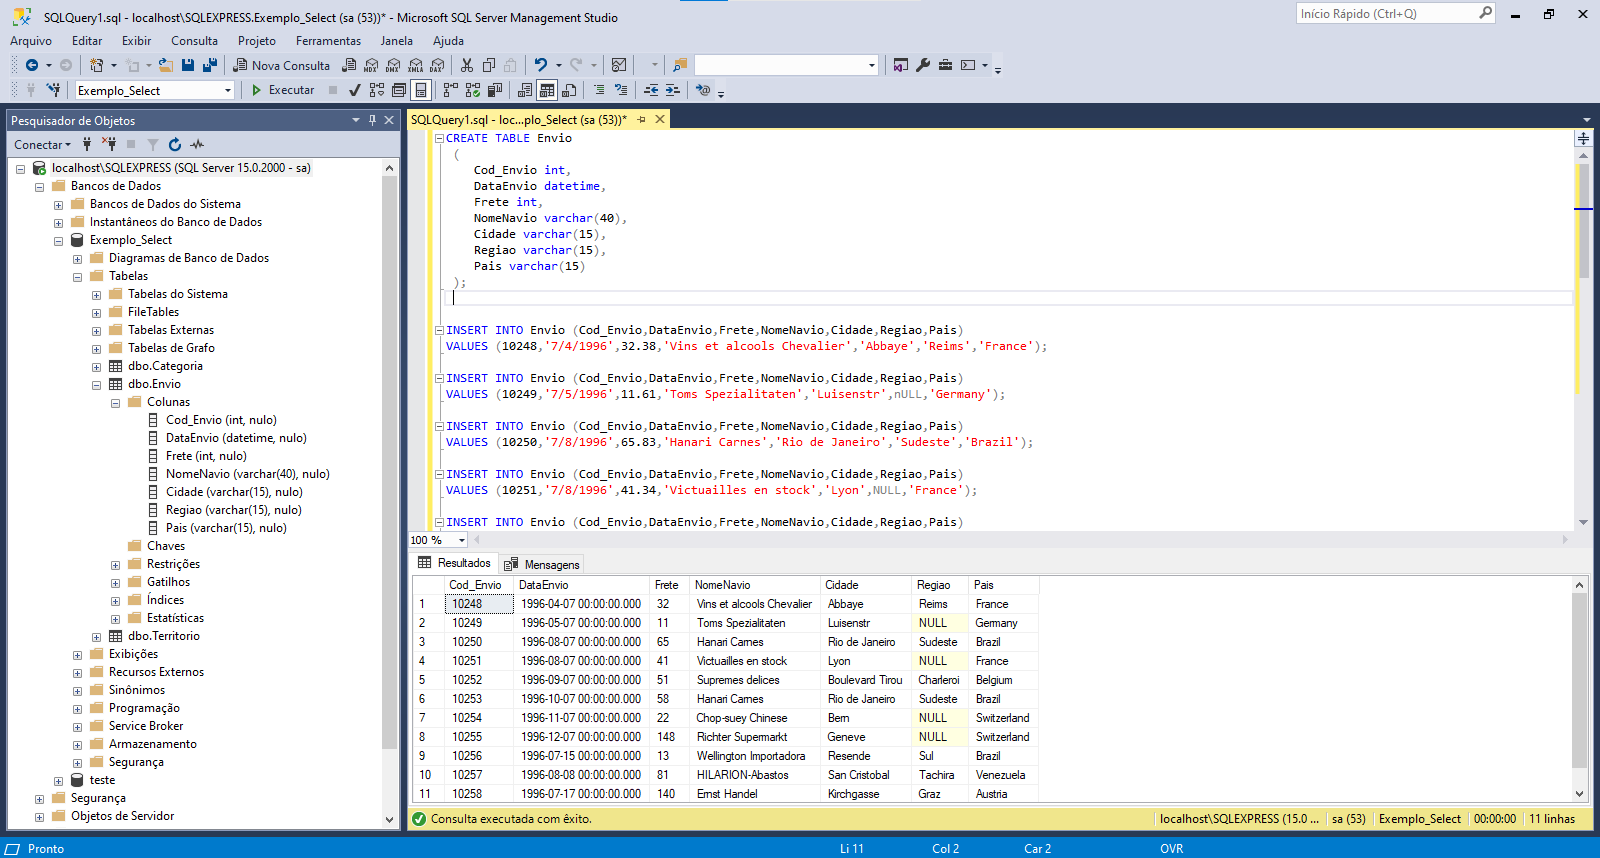 SQLQuery1.sql - localhost\SQLEXPRESS.Exemplo_Select (sa (53))* - Microsoft SQL Server Management Studio
Início Rápido (Ctrl+Q)
Arquivo Editar Exibir Consulta Projeto Ferramentas Janela Ajuda
Nova Consulta MDX DMX XMLA DAX
Exemplo_Select Executar
Pesquisador de Objetos
Conectar
localhost\SQLEXPRESS (SQL Server 15.0.2000 - sa)
Bancos de Dados
Bancos de Dados do Sistema
Instantâneos do Banco de Dados
Exemplo_Select
Diagramas de Banco de Dados
Tabelas
Tabelas do Sistema
FileTables
Tabelas Externas
Tabelas de Grafo
dbo.Categoria
dbo.Envio
Colunas
Cod_Envio (int, nulo)
DataEnvio (datetime, nulo)
Frete (int, nulo)
NomeNavio (varchar(40), nulo)
Cidade (varchar(15), nulo)
Regiao (varchar(15), nulo)
Pais (varchar(15), nulo)
Chaves
Restrições
Gatilhos
Índices
Estatísticas
dbo.Territorio
Exibições
Recursos Externos
Sinônimos
Programação
Service Broker
Armazenamento
Segurança
teste
Segurança
Objetos de Servidor
SQLQuery1.sql - loc...plo_Select (sa (53))*
CREATE TABLE Envio
(
Cod_Envio int,
DataEnvio datetime,
Frete int,
NomeNavio varchar(40),
Cidade varchar(15),
Regiao varchar(15),
Pais varchar(15)
);
INSERT INTO Envio (Cod_Envio,DataEnvio,Frete,NomeNavio,Cidade,Regiao,Pais)
VALUES (10248,'7/4/1996',32.38,'Vins et alcools Chevalier','Abbaye','Reims','France');
INSERT INTO Envio (Cod_Envio,DataEnvio,Frete,NomeNavio,Cidade,Regiao,Pais)
VALUES (10249,'7/5/1996',11.61,'Toms Spezialitaten','Luisenstr',nULL,'Germany');
INSERT INTO Envio (Cod_Envio,DataEnvio,Frete,NomeNavio,Cidade,Regiao,Pais)
VALUES (10250,'7/8/1996',65.83,'Hanari Carnes','Rio de Janeiro','Sudeste','Brazil');
INSERT INTO Envio (Cod_Envio,DataEnvio,Frete,NomeNavio,Cidade,Regiao,Pais)
VALUES (10251,'7/8/1996',41.34,'Victuailles en stock','Lyon',NULL,'France');
INSERT INTO Envio (Cod_Envio,DataEnvio,Frete,NomeNavio,Cidade,Regiao,Pais)
100 %
Resultados Mensagens
Cod_Envio DataEnvio Frete NomeNavio Cidade Regiao Pais
1 10248 1996-04-07 00:00:00.000 32 Vins et alcools Chevalier Abbaye Reims France
2 10249 1996-05-07 00:00:00.000 11 Toms Spezialitaten Luisenstr NULL Germany
3 10250 1996-08-07 00:00:00.000 65 Hanari Carnes Rio de Janeiro Sudeste Brazil
4 10251 1996-08-07 00:00:00.000 41 Victuailles en stock Lyon NULL France
5 10252 1996-09-07 00:00:00.000 51 Supremes delices Boulevard Tirou Charleroi Belgium
6 10253 1996-10-07 00:00:00.000 58 Hanari Carnes Rio de Janeiro Sudeste Brazil
7 10254 1996-11-07 00:00:00.000 22 Chop-suey Chinese Bern NULL Switzerland
8 10255 1996-12-07 00:00:00.000 148 Richter Supermarkt Geneve NULL Switzerland
9 10256 1996-07-15 00:00:00.000 13 Wellington Importadora Resende Sul Brazil
10 10257 1996-08-08 00:00:00.000 81 HILARION-Abastos San Cristobal Tachira Venezuela
11 10258 1996-07-17 00:00:00.000 140 Ernst Handel Kirchgasse Graz Austria
Consulta executada com êxito. localhost\SQLEXPRESS (15.0 ... sa (53) Exemplo_Select 00:00:00 11 linhas
Pronto Li 11 Col 2 Car 2 OVR